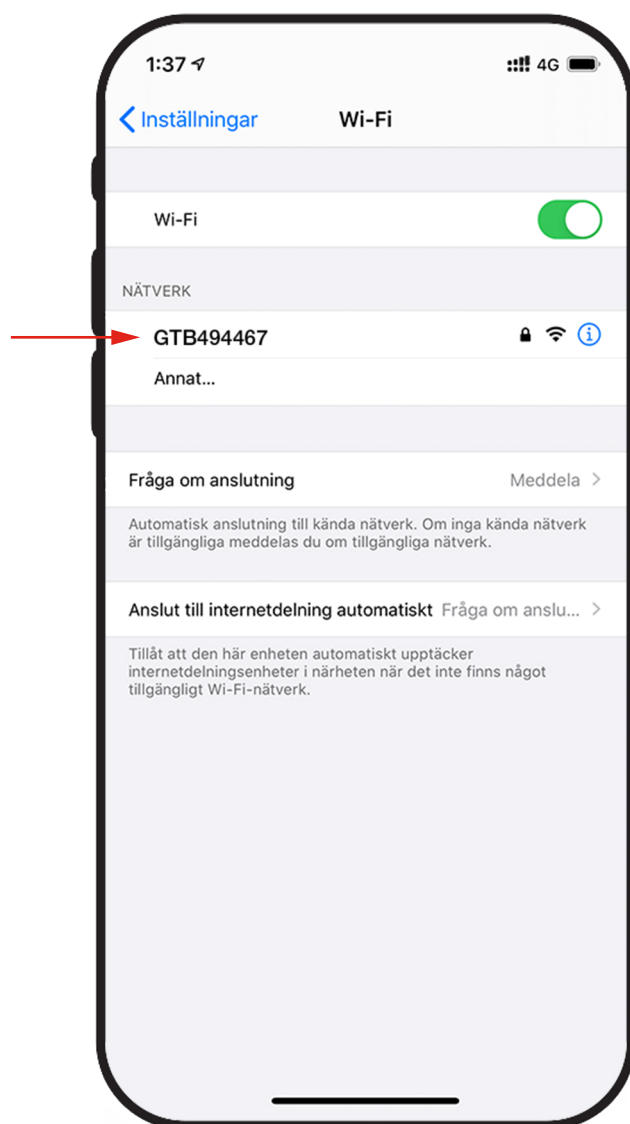 1:37 4G
Inställningar Wi-Fi
Wi-Fi
NÄTVERK
GTB494467
Annat...
Fråga om anslutning Meddela
Automatisk anslutning till kända nätverk. Om inga kända nätverk
är tillgängliga meddelas du om tillgängliga nätverk.
Anslut till internetdelning automatiskt Fråga om anslu...
Tillåt att den här enheten automatiskt upptäcker
internetdelningsenheter i närheten när det inte finns något
tillgängligt Wi-Fi-nätverk.